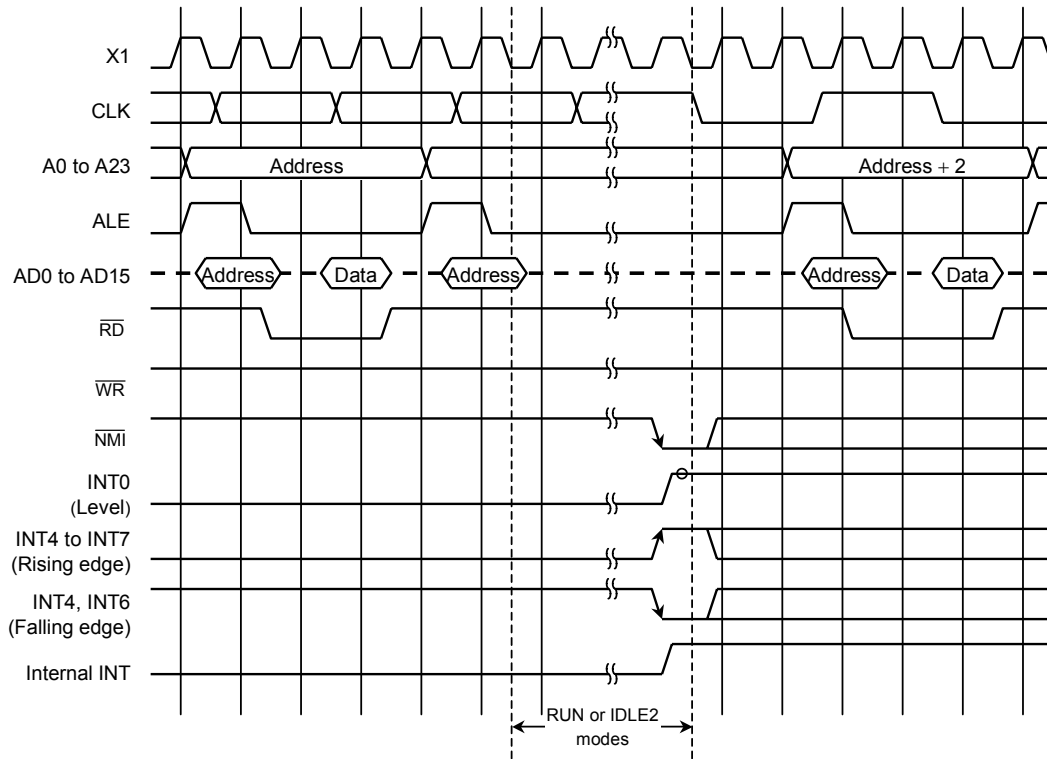 X1
CLK
A0 to A23
Address
Address + 2
ALE
AD0 to AD15
Address
Data
Address
Address
Data
RD
WR
NMI
INT0
(Level)
INT4 to INT7
(Rising edge)
INT4, INT6
(Falling edge)
Internal INT
RUN or IDLE2
modes